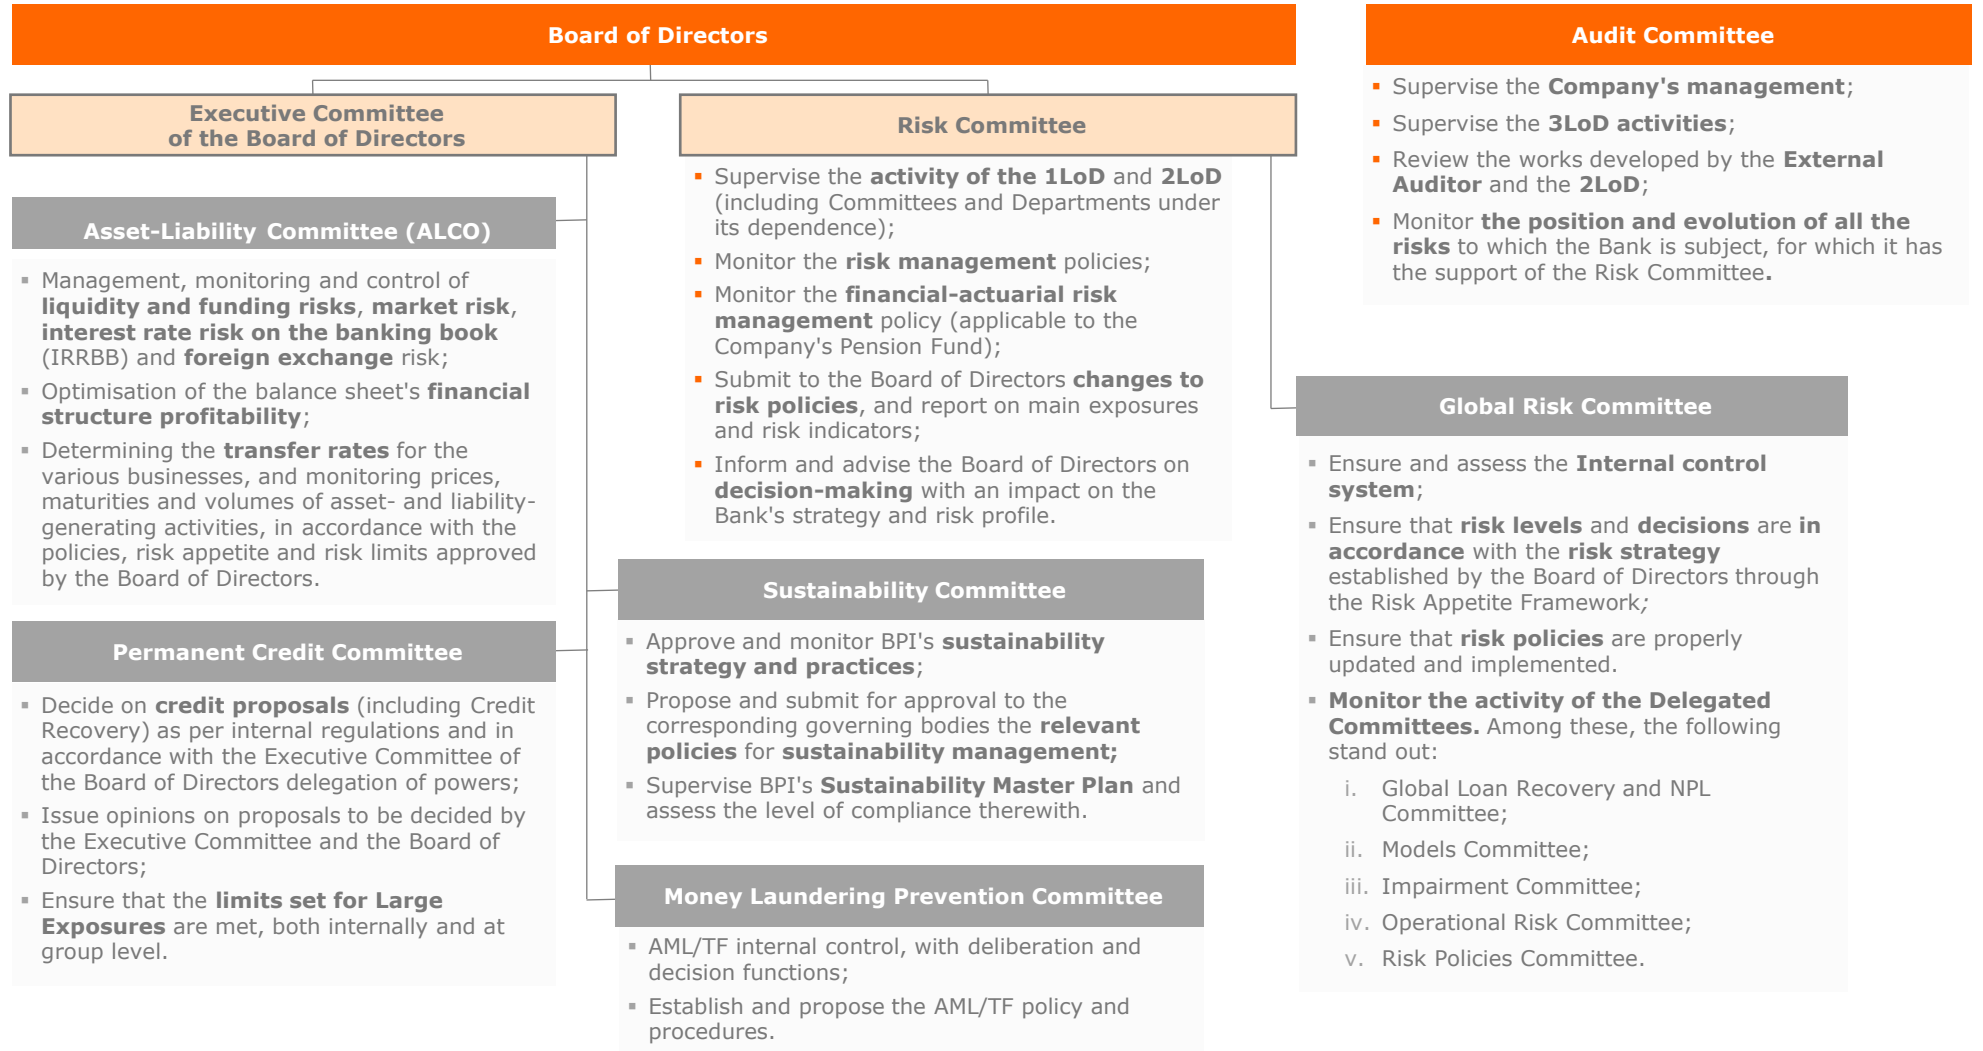 Board of Directors
Audit Committee
Executive Committee
of the Board of Directors
Risk Committee
▪ Supervise the Company's management;
▪ Supervise the 3LoD activities;
▪ Review the works developed by the External
Auditor and the 2LoD;
▪ Monitor the position and evolution of all the
risks to which the Bank is subject, for which it has
the support of the Risk Committee.
Asset-Liability Committee (ALCO)
▪ Management, monitoring and control of
liquidity and funding risks, market risk,
interest rate risk on the banking book
(IRRBB) and foreign exchange risk;
▪ Optimisation of the balance sheet's financial
structure profitability;
▪ Determining the transfer rates for the
various businesses, and monitoring prices,
maturities and volumes of asset- and liability-
generating activities, in accordance with the
policies, risk appetite and risk limits approved
by the Board of Directors.
Permanent Credit Committee
▪ Decide on credit proposals (including Credit
Recovery) as per internal regulations and in
accordance with the Executive Committee of
the Board of Directors delegation of powers;
▪ Issue opinions on proposals to be decided by
the Executive Committee and the Board of
Directors;
▪ Ensure that the limits set for Large
Exposures are met, both internally and at
group level.
▪ Supervise the activity of the 1LoD and 2LoD
(including Committees and Departments under
its dependence);
▪ Monitor the risk management policies;
▪ Monitor the financial-actuarial risk
management policy (applicable to the
Company's Pension Fund);
▪ Submit to the Board of Directors changes to
risk policies, and report on main exposures
and risk indicators;
▪ Inform and advise the Board of Directors on
decision-making with an impact on the
Bank's strategy and risk profile.
Sustainability Committee
▪ Approve and monitor BPI's sustainability
strategy and practices;
▪ Propose and submit for approval to the
corresponding governing bodies the relevant
policies for sustainability management;
▪ Supervise BPI's Sustainability Master Plan and
assess the level of compliance therewith.
Money Laundering Prevention Committee
▪ AML/TF internal control, with deliberation and
decision functions;
▪ Establish and propose the AML/TF policy and
procedures.
Global Risk Committee
▪ Ensure and assess the Internal control
system;
▪ Ensure that risk levels and decisions are in
accordance with the risk strategy
established by the Board of Directors through
the Risk Appetite Framework;
▪ Ensure that risk policies are properly
updated and implemented.
▪ Monitor the activity of the Delegated
Committees. Among these, the following
stand out:
i. Global Loan Recovery and NPL
Committee;
ii. Models Committee;
iii. Impairment Committee;
iv. Operational Risk Committee;
v. Risk Policies Committee.